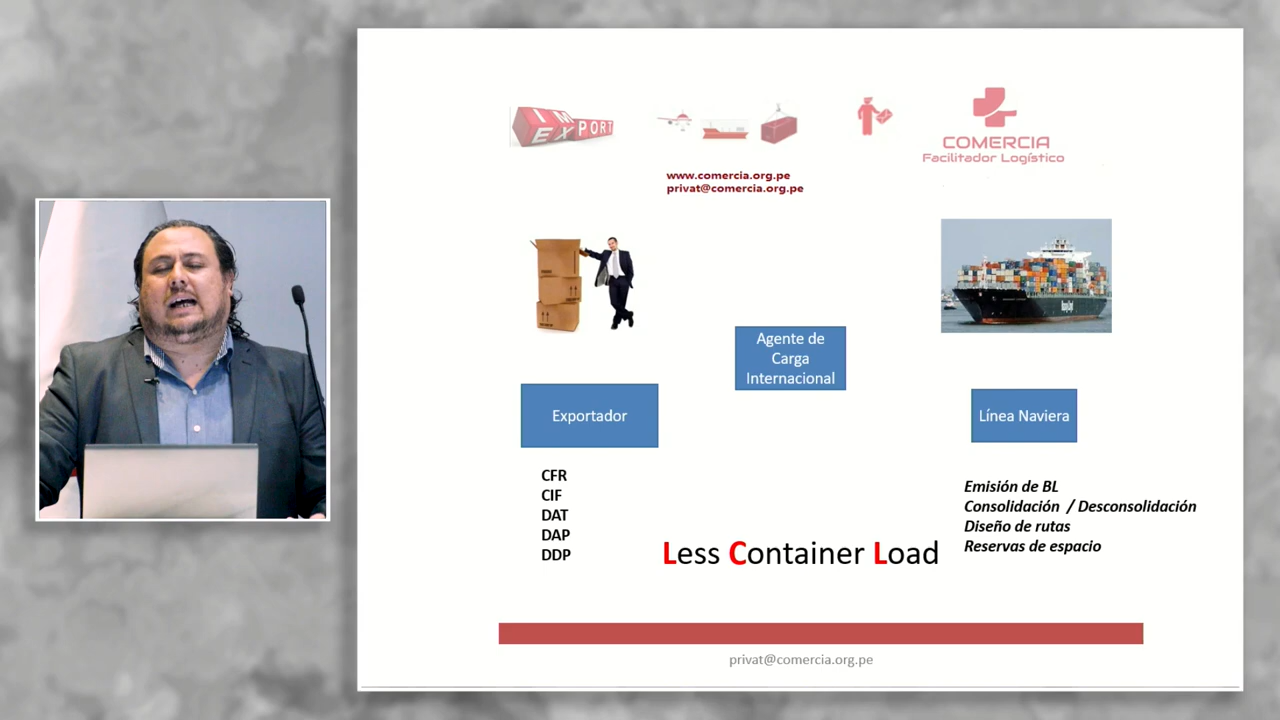 IM
EXPORT
COMERCIA
Facilitador Logístico
www.comercia.org.pe
privat@comercia.org.pe
Agente de
Carga
Internacional
Exportador
Línea Naviera
CFR
CIF
DAT
DAP
DDP
Emisión de BL
Consolidación / Desconsolidación
Diseño de rutas
Reservas de espacio
Less Container Load
privat@comercia.org.pe